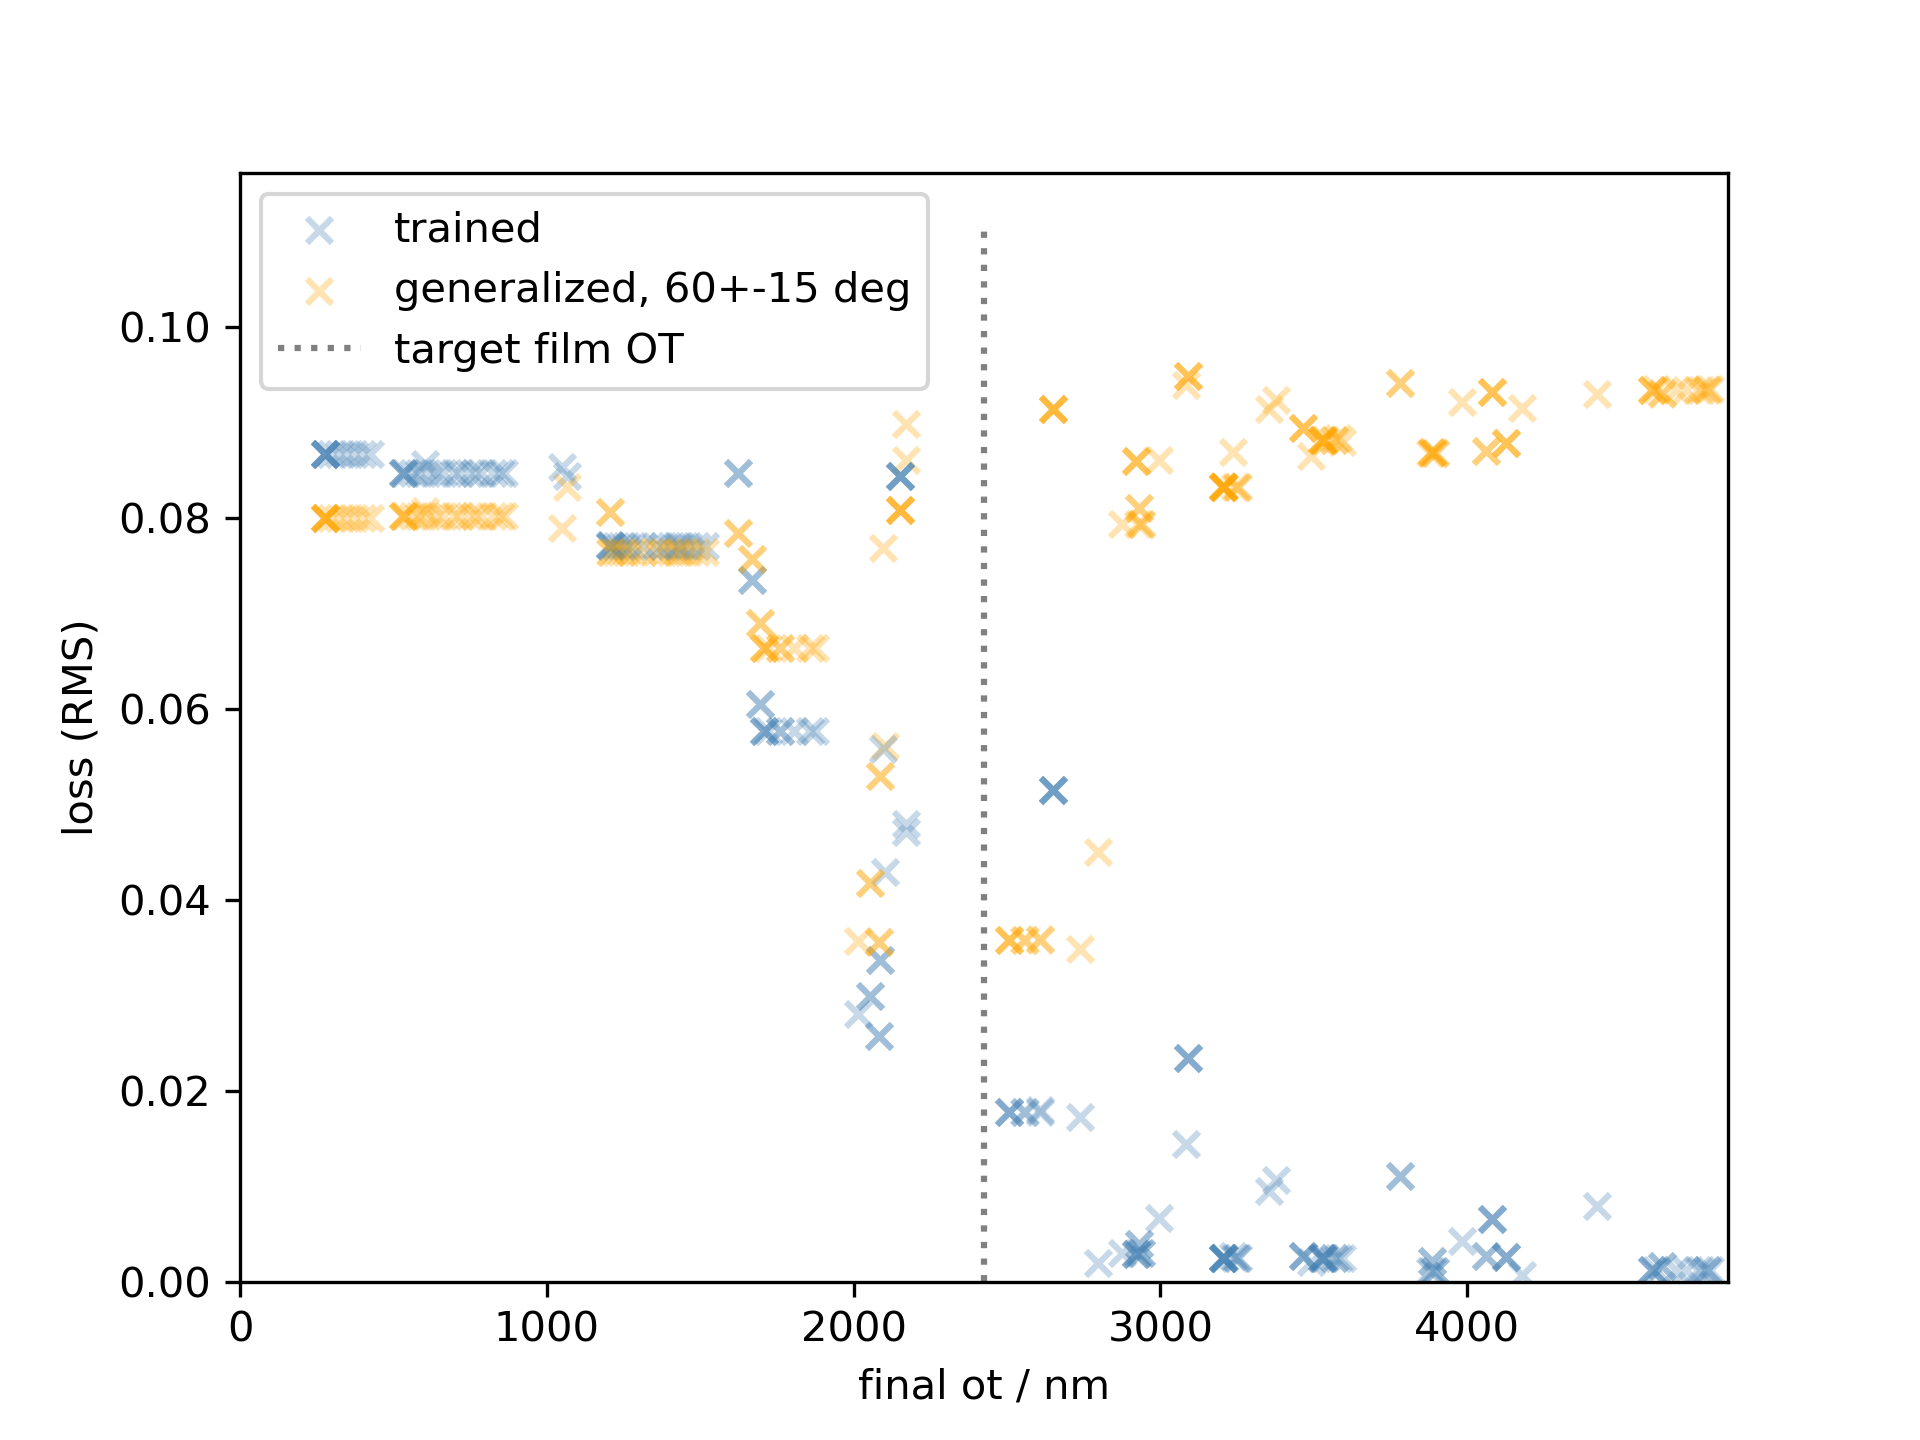 trained
generalized, 60+-15 deg
target film OT
0.10
0.08
0.06
0.04
0.02
0.00
loss (RMS)
0 1000 2000 3000 4000
final ot / nm